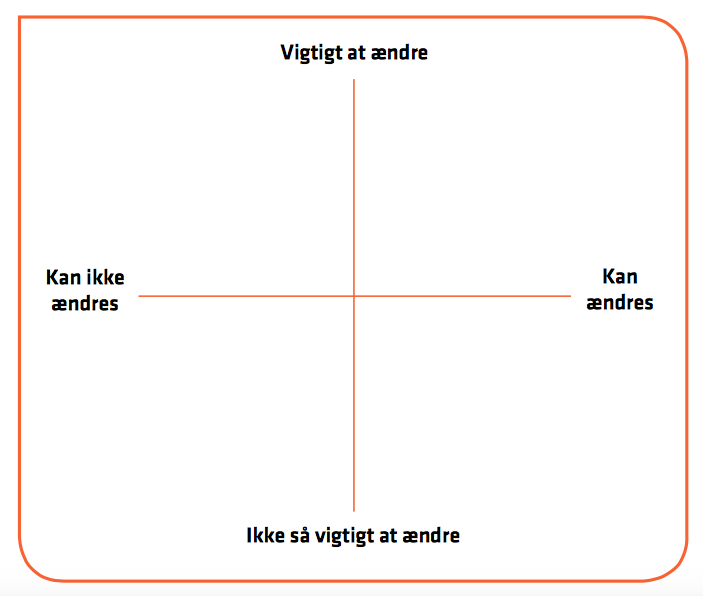 Vigtigt at ændre
Kan ikke
ændres
Kan
ændres
Ikke så vigtigt at ændre